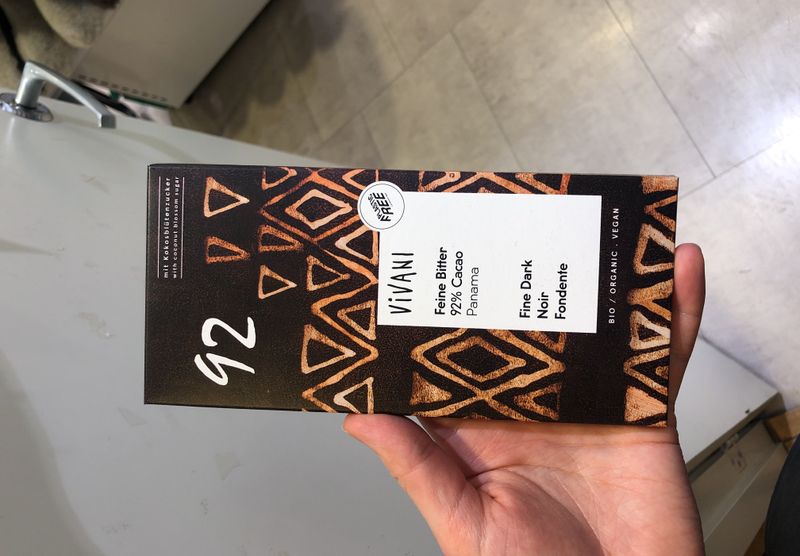 mit Kokosblütenzucker
with coconut blossom sugar
92
FREE
ViVANI
Feine Bitter
92% Cacao
Panama
Fine Dark
Noir
Fondente
BIO / ORGANIC . VEGAN